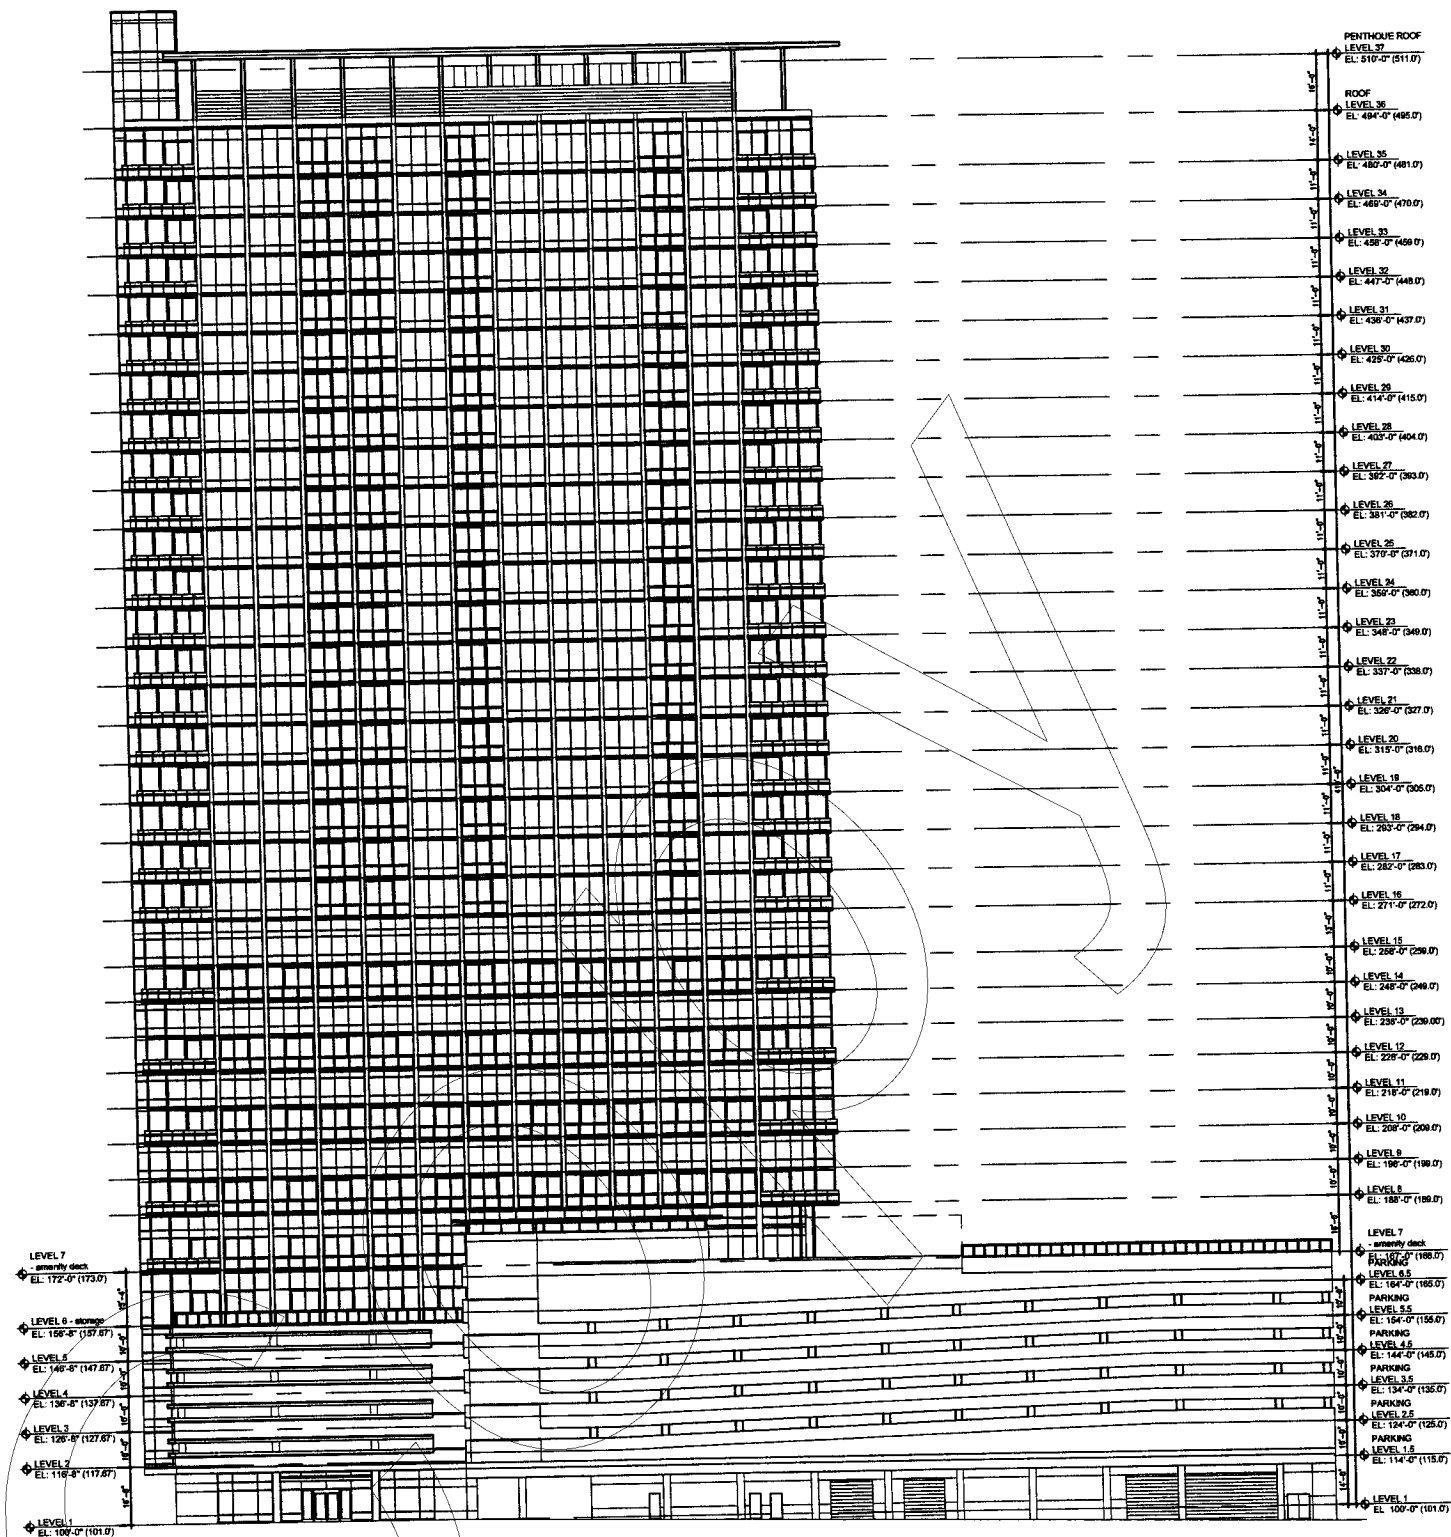 PENTHOUE ROOF
LEVEL 37
EL: 510'-0" (511.0')
ROOF
LEVEL 36
EL: 494'-0" (495.0')
LEVEL 35
EL: 480'-0" (481.0')
LEVEL 34
EL: 469'-0" (470.0')
LEVEL 33
EL: 458'-0" (459.0')
LEVEL 32
EL: 447'-0" (448.0')
LEVEL 31
EL: 436'-0" (437.0')
LEVEL 30
EL: 425'-0" (426.0')
LEVEL 29
EL: 414'-0" (415.0')
LEVEL 28
EL: 403'-0" (404.0')
LEVEL 27
EL: 392'-0" (393.0')
LEVEL 26
EL: 381'-0" (382.0')
LEVEL 25
EL: 370'-0" (371.0')
LEVEL 24
EL: 359'-0" (360.0')
LEVEL 23
EL: 348'-0" (349.0')
LEVEL 22
EL: 337'-0" (338.0')
LEVEL 21
EL: 326'-0" (327.0')
LEVEL 20
EL: 315'-0" (316.0')
LEVEL 19
EL: 304'-0" (305.0')
LEVEL 18
EL: 293'-0" (294.0')
LEVEL 17
EL: 282'-0" (283.0')
LEVEL 16
EL: 271'-0" (272.0')
LEVEL 15
EL: 258'-0" (259.0')
LEVEL 14
EL: 248'-0" (249.0')
LEVEL 13
EL: 238'-0" (239.00')
LEVEL 12
EL: 228'-0" (229.0')
LEVEL 11
EL: 218'-0" (219.0')
LEVEL 10
EL: 208'-0" (209.0')
LEVEL 9
EL: 198'-0" (199.0')
LEVEL 8
EL: 188'-0" (189.0')
LEVEL 7
- amenity deck
EL: 167'-0" (168.0')
PARKING
LEVEL 6.5
EL: 164'-0" (165.0')
PARKING
LEVEL 5.5
EL: 154'-0" (155.0')
PARKING
LEVEL 4.5
EL: 144'-0" (145.0')
PARKING
LEVEL 3.5
EL: 134'-0" (135.0')
PARKING
LEVEL 2.5
EL: 124'-0" (125.0')
PARKING
LEVEL 1.5
EL: 114'-0" (115.0')
LEVEL 1
EL 100'-0" (101.0')
LEVEL 7
- amenity deck
EL: 172'-0" (173.0')
LEVEL 6 - storage
EL: 156'-8" (157.67')
LEVEL 5
EL: 146'-8" (147.67')
LEVEL 4
EL: 136'-8" (137.67')
LEVEL 3
EL: 126'-8" (127.67')
LEVEL 2
EL: 116'-8" (117.67')
LEVEL 1
EL: 100'-0" (101.0')